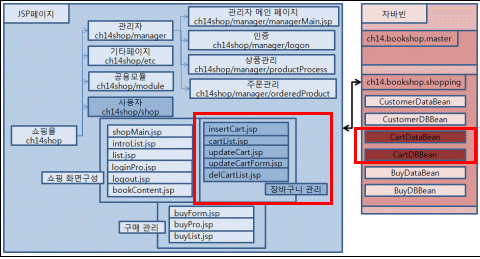 JSP페이지
관리자
ch14shop/manager
기타페이지
ch14shop/etc
공용모듈
ch14shop/module
사용자
ch14shop/shop
쇼핑몰
ch14shop
관리자 메인 페이지
ch14shop/manager/managerMain.jsp
인증
ch14shop/manager/logon
상품관리
ch14shop/manager/productProcess
주문관리
ch14shop/manager/orderedProduct
shopMain.jsp
introList.jsp
list.jsp
loginPro.jsp
logout.jsp
bookContent.jsp
쇼핑 화면구성
insertCart.jsp
cartList.jsp
updateCart.jsp
updateCartForm.jsp
delCartList.jsp
장바구니 관리
buyForm.jsp
buyPro.jsp
buyList.jsp
구매 관리
자바빈
ch14.bookshop.master
ch14.bookshop.shopping
CustomerDataBean
CustomerDBBean
CartDataBean
CartDBBean
BuyDataBean
BuyDBBean